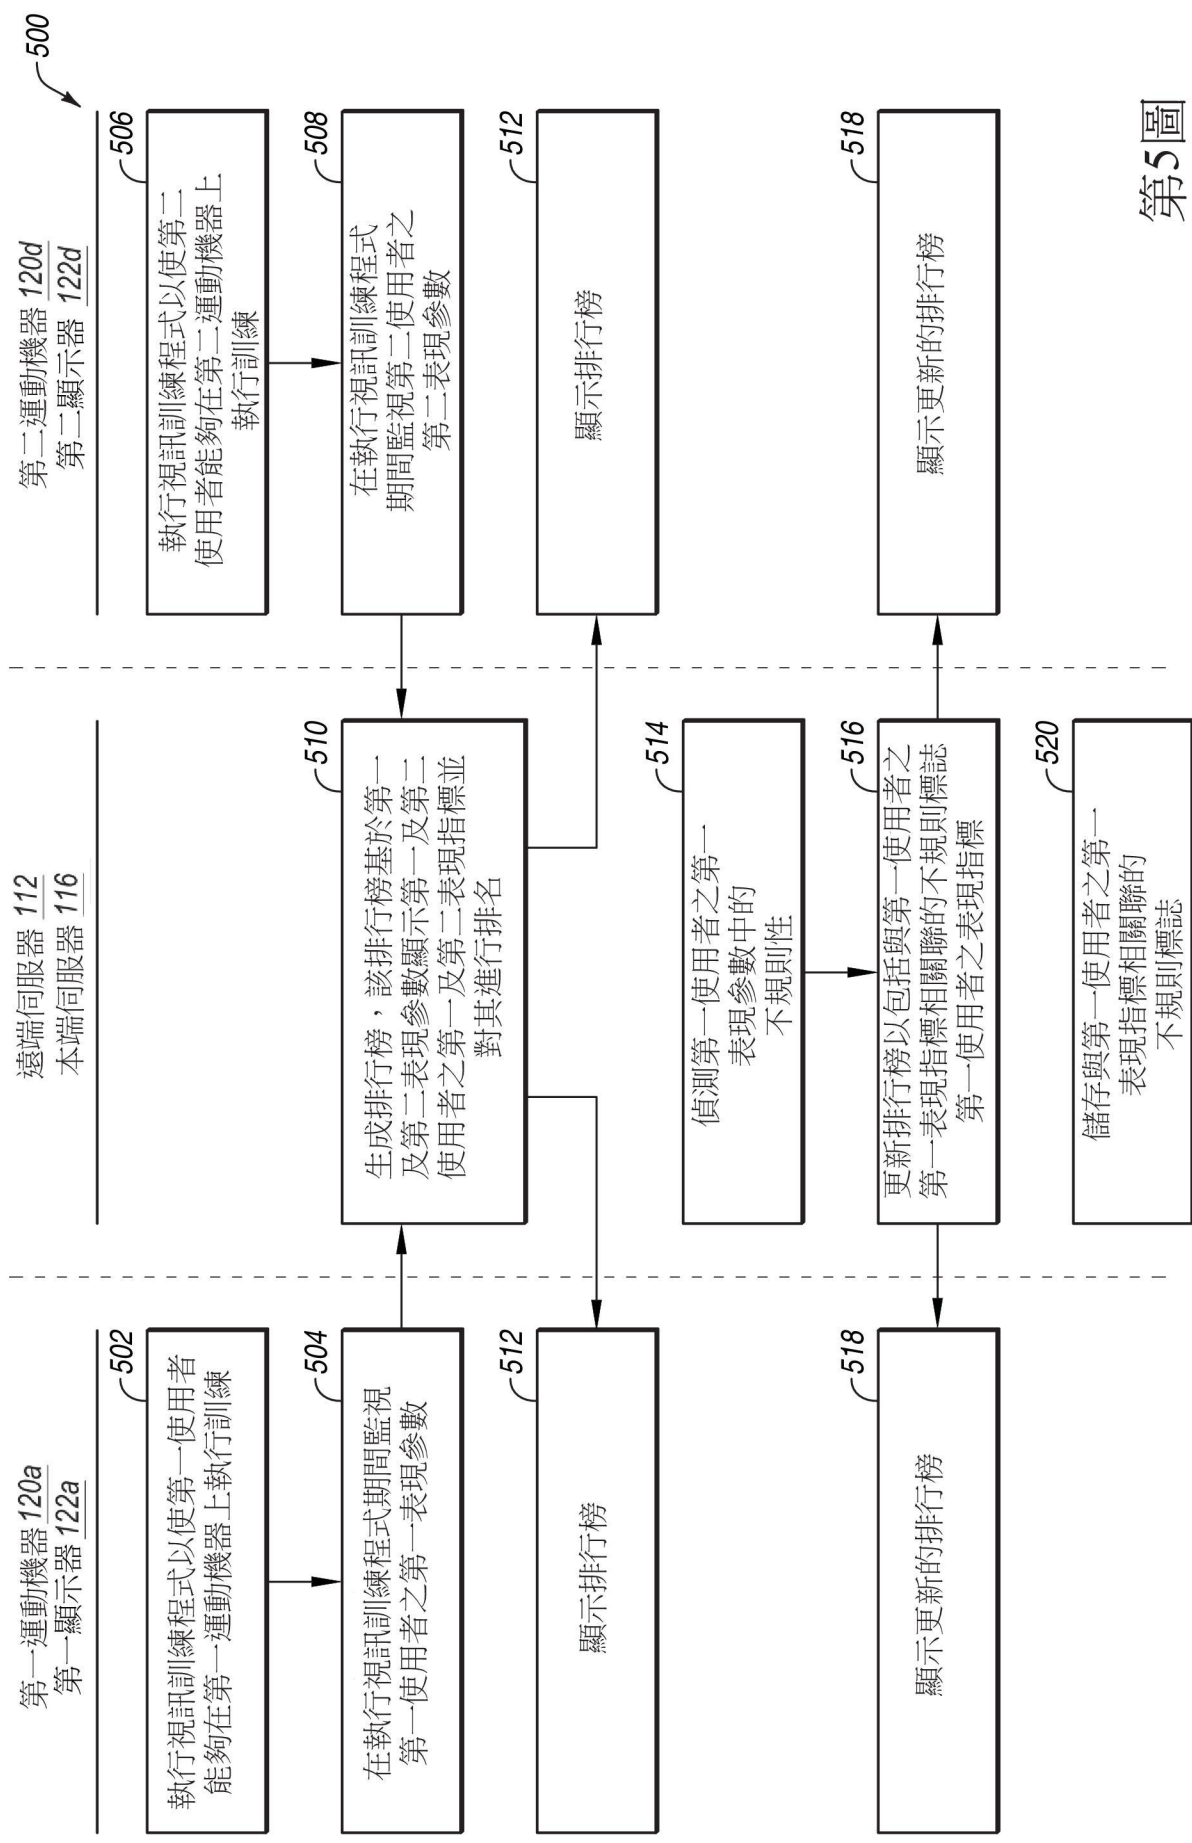 500
第一運動機器 120a
第一顯示器 122a
遠端伺服器 112
本端伺服器 116
第二運動機器 120d
第二顯示器 122d
502
執行視訊訓練程式以使第一使用者
能夠在第一運動機器上執行訓練
506
執行視訊訓練程式以使第二
使用者能夠在第二運動機器上
執行訓練
504
在執行視訊訓練程式期間監視
第一使用者之第一表現參數
510
生成排行榜，該排行榜基於第一
及第二表現參數顯示第一及第二
使用者之第一及第二表現指標並
對其進行排名
508
在執行視訊訓練程式
期間監視第二使用者之
第二表現參數
512
顯示排行榜
512
顯示排行榜
514
偵測第一使用者之第一
表現參數中的
不規則性
518
顯示更新的排行榜
516
更新排行榜以包括與第一使用者之
第一表現指標相關聯的不規則標誌
第一使用者之表現指標
518
顯示更新的排行榜
520
儲存與第一使用者之第一
表現指標相關聯的
不規則標誌
第5圖